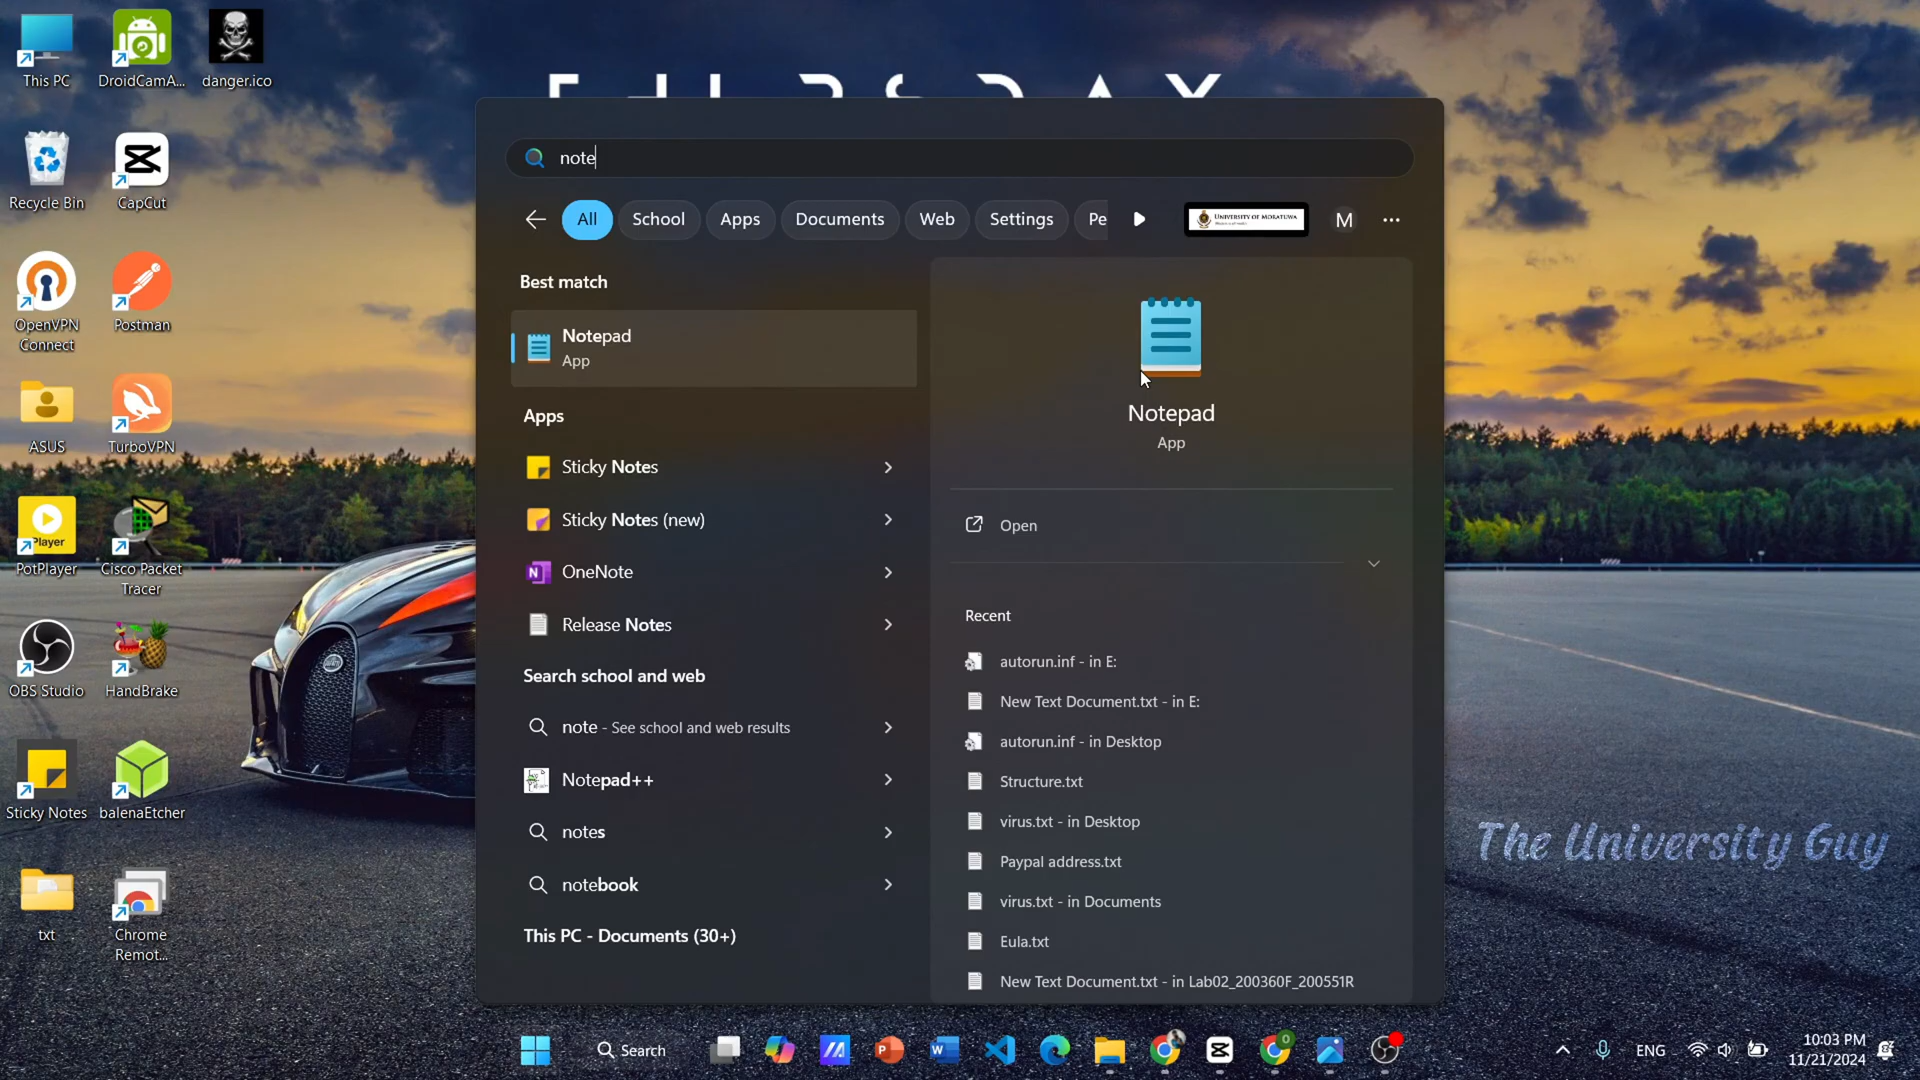 This PC
DroidCamA...
danger.ico
Recycle Bin
CapCut
OpenVPN
Connect
Postman
ASUS
TurboVPN
Player
PotPlayer
Cisco Packet
Tracer
OBS Studio
HandBrake
Sticky Notes
balenaEtcher
txt
Chrome
Remot...
note
All
School
Apps
Documents
Web
Settings
Pe
UNIVERSITY OF MORATUWA
M
Best match
Notepad
App
Apps
Sticky Notes
Sticky Notes (new)
OneNote
Release Notes
Search school and web
note - See school and web results
Notepad++
notes
notebook
This PC - Documents (30+)
Notepad
App
Open
Recent
autorun.inf - in E:
New Text Document.txt - in E:
autorun.inf - in Desktop
Structure.txt
virus.txt - in Desktop
Paypal address.txt
virus.txt - in Documents
Eula.txt
New Text Document.txt - in Lab02_200360F_200551R
The University Guy
Search
ENG
10:03 PM
11/21/2024